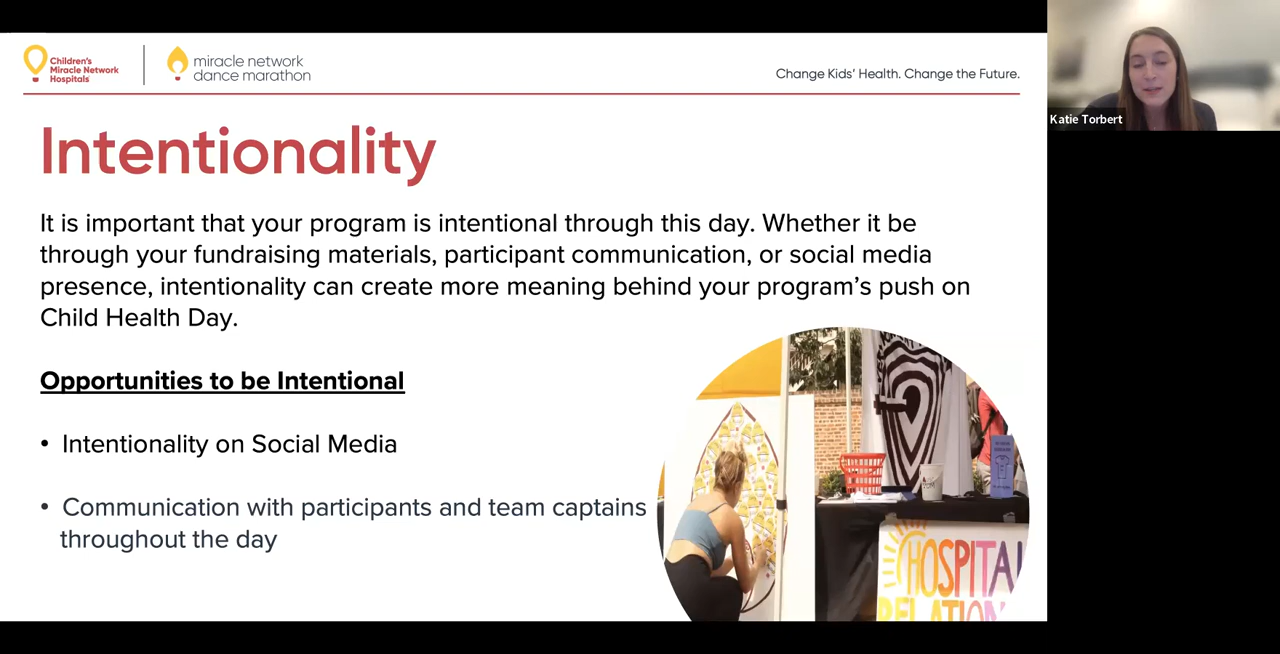 Children's
Miracle Network
Hospitals
miracle network
dance marathon
Change Kids' Health. Change the Future.
Katie Torbert
Intentionality
It is important that your program is intentional through this day. Whether it be
through your fundraising materials, participant communication, or social media
presence, intentionality can create more meaning behind your program's push on
Child Health Day.
Opportunities to be Intentional
• Intentionality on Social Media
• Communication with participants and team captains
throughout the day
HOSPITAL
RELATION